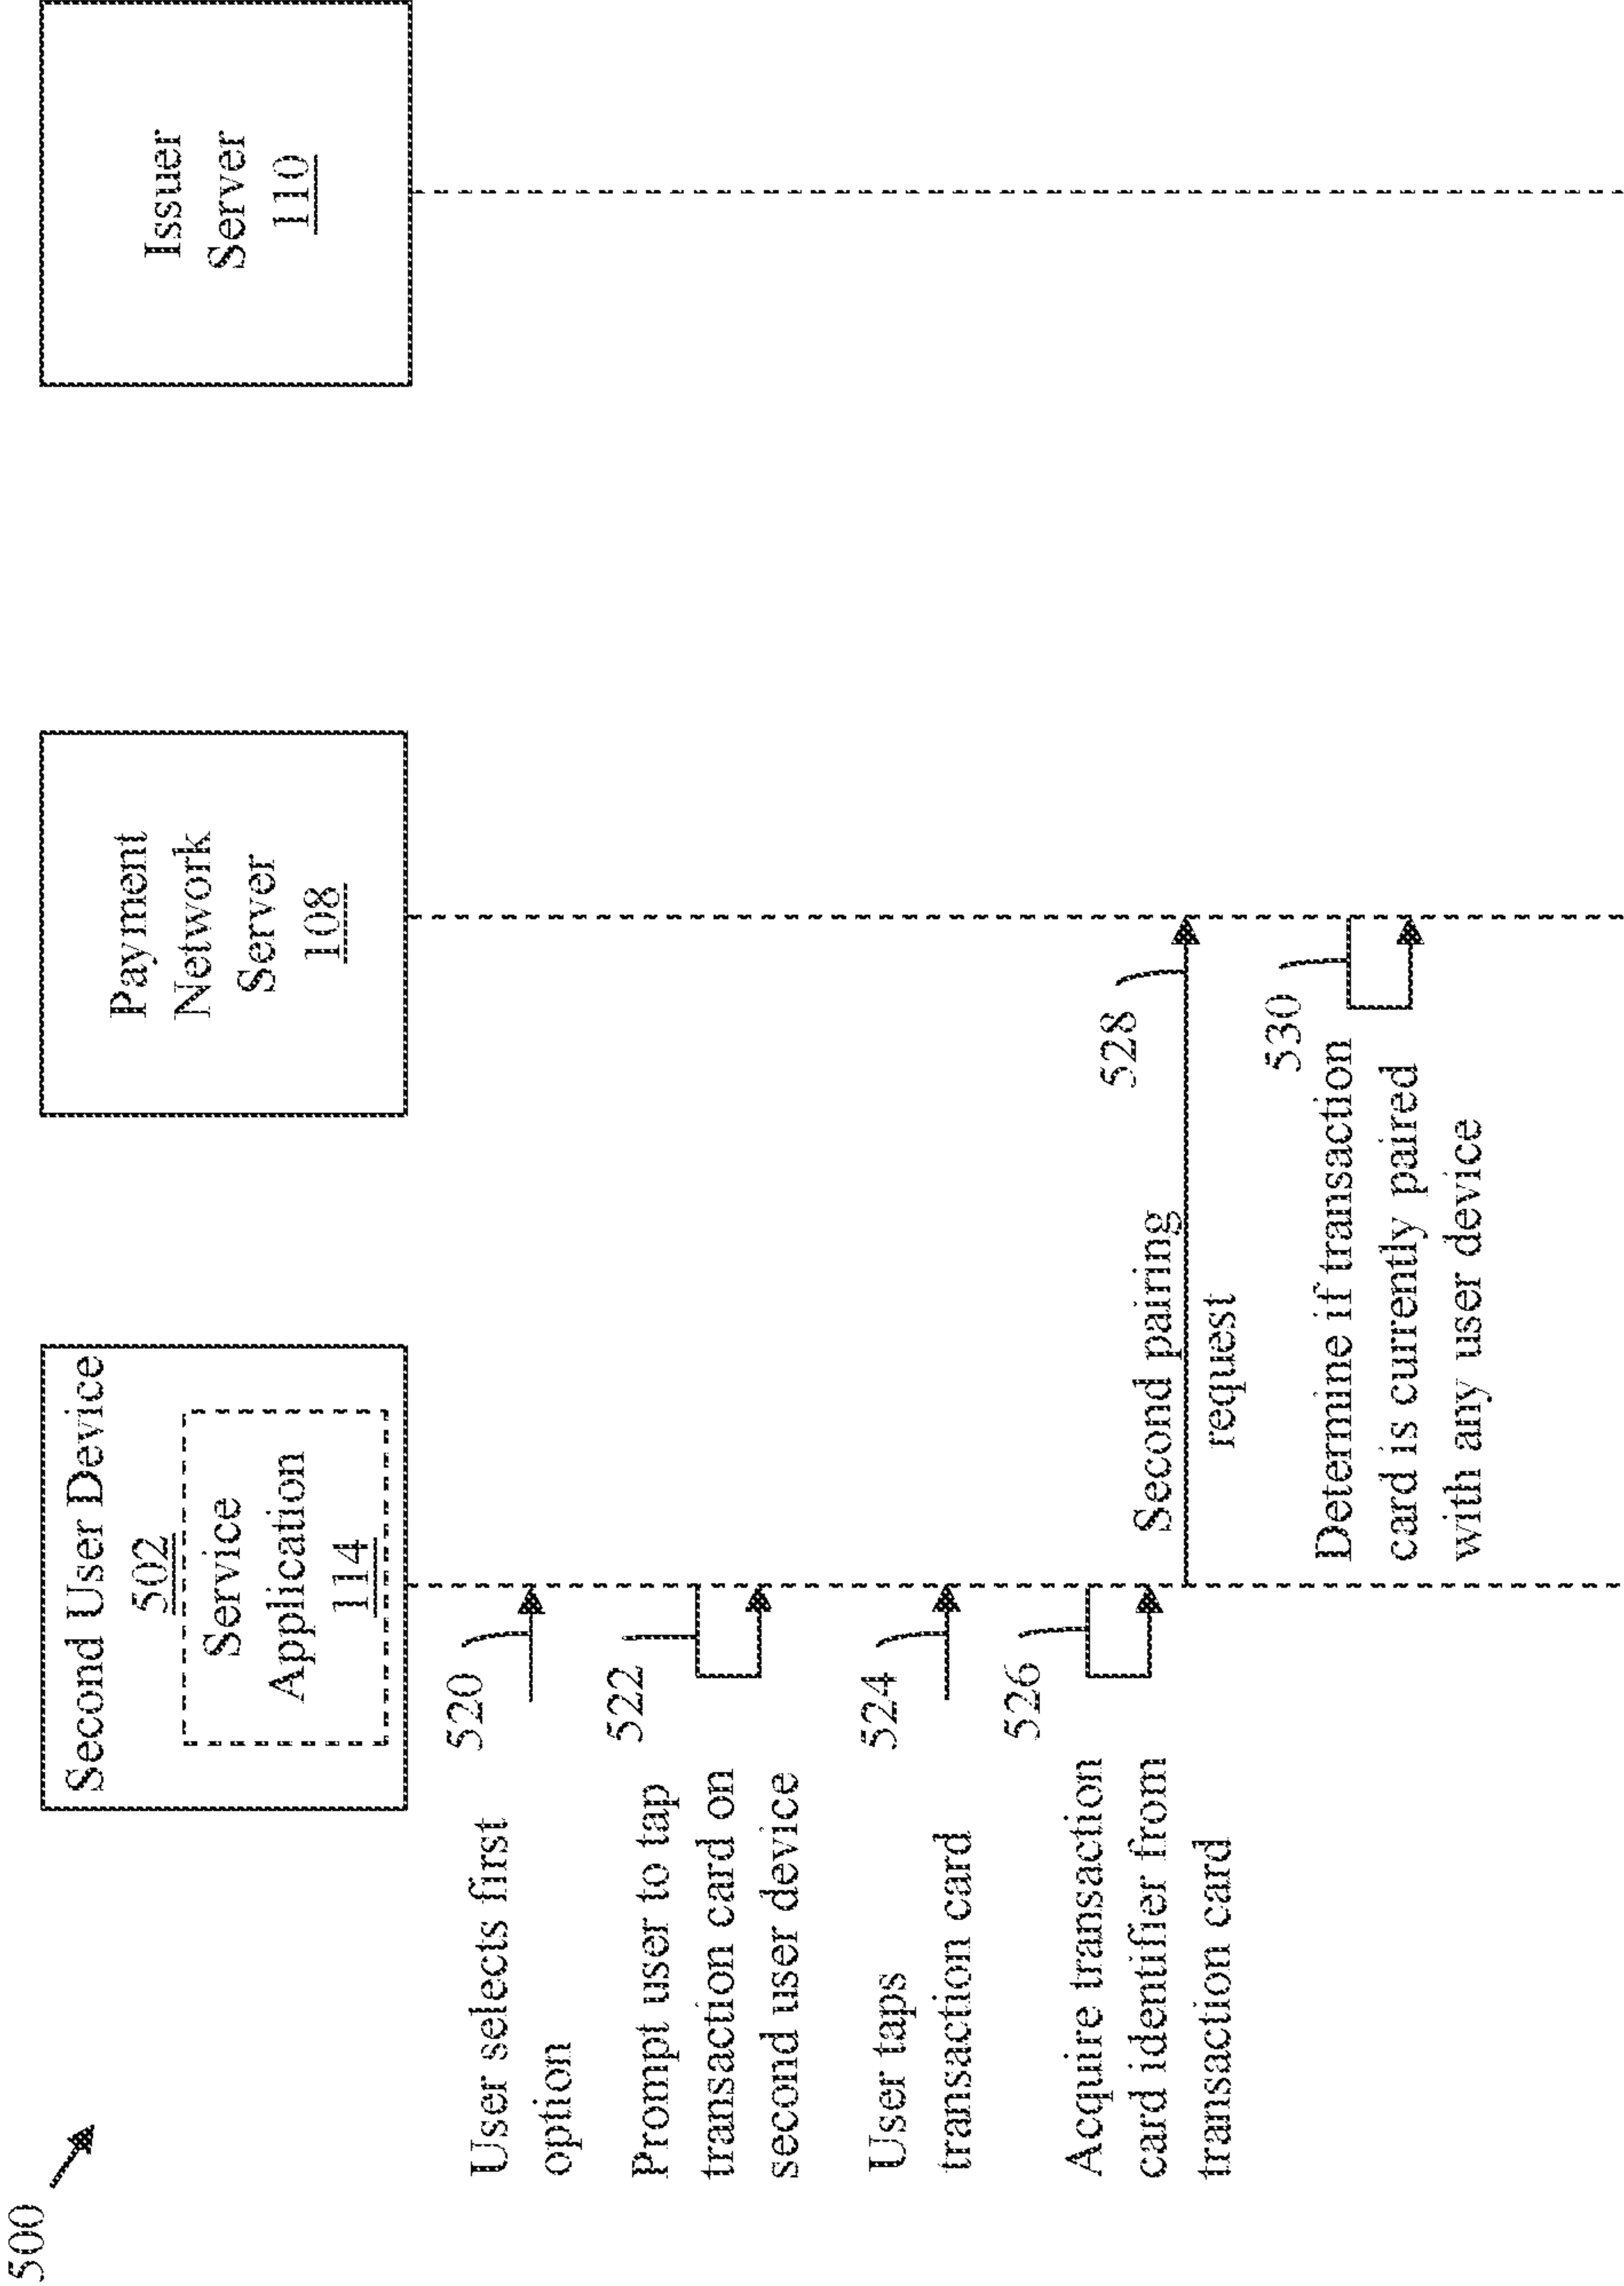 500
Second User Device
502
Service
Application
114
Payment
Network
Server
108
Issuer
Server
110
520
User selects first
option
522
Prompt user to tap
transaction card on
second user device
524
User taps
transaction card
526
Acquire transaction
card identifier from
transaction card
528
Second pairing
request
530
Determine if transaction
card is currently paired
with any user device